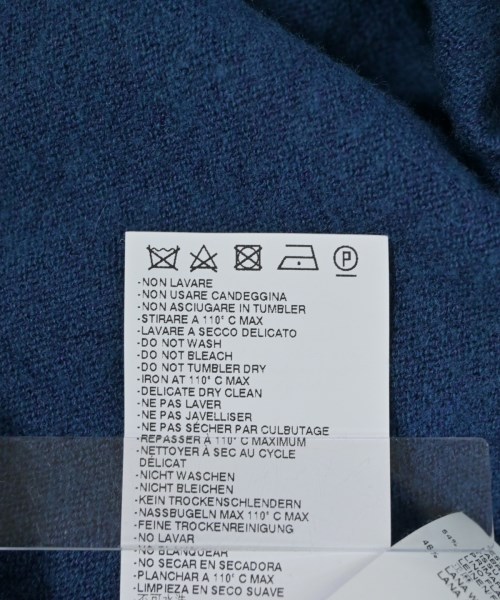 P
-NON LAVARE
-NON USARE CANDEGGINA
-NON ASCIUGARE IN TUMBLER
-STIRARE A 110° C MAX
-LAVARE A SECCO DELICATO
-DO NOT WASH
-DO NOT BLEACH
-DO NOT TUMBLER DRY
-IRON AT 110° C MAX
-DELICATE DRY CLEAN
-NE PAS LAVER
-NE PAS JAVELLISER
-NE PAS SÉCHER PAR CULBUTAGE
-REPASSER À 110° C MAXIMUM
-NETTOYER À SEC AU CYCLE
DÉLICAT
-NICHT WASCHEN
-NICHT BLEICHEN
-KEIN TROCKENSCHLENDERN
-NASSBUGELN MAX 110° C MAX
-FEINE TROCKENREINIGUNG
-NO LAVAR
-NO BLANQUEAR
-NO SECAR EN SECADORA
-PLANCHAR A 110° C MAX
-LIMPIEZA EN SECO SUAVE
54%
46%
LANA